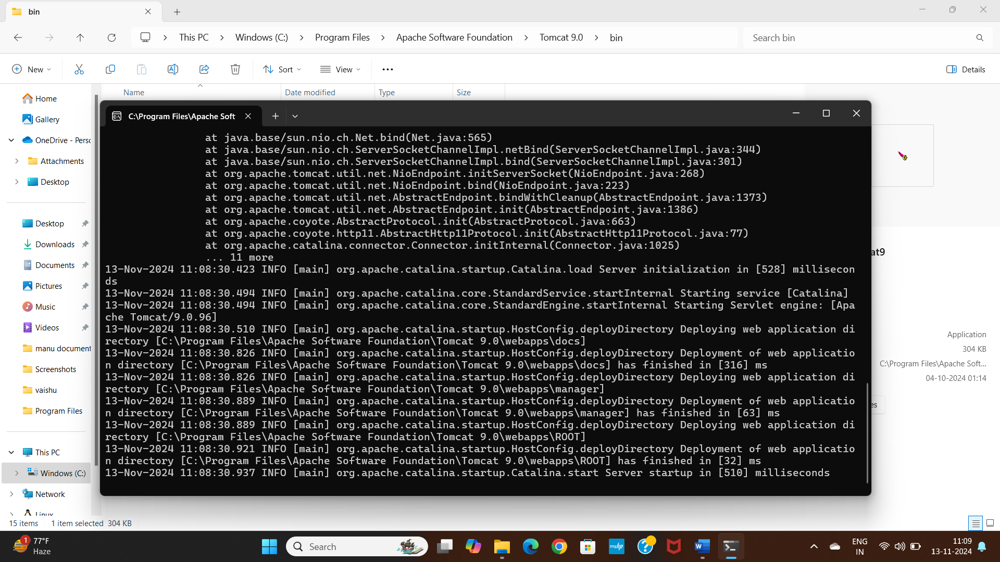 bin
This PC
Windows (C:)
Program Files
Apache Software Foundation
Tomcat 9.0
bin
Search bin
New
Sort
View
Details
Name
Date modified
Type
Size
Home
Gallery
OneDrive - Perso
Attachments
Desktop
Desktop
Downloads
Documents
Pictures
Music
Videos
manu document
Screenshots
vaishu
Program Files
This PC
Windows (C:)
Network
Linux
C:\Program Files\Apache Soft
at java.base/sun.nio.ch.Net.bind(Net.java:565)
at java.base/sun.nio.ch.ServerSocketChannelImpl.netBind(ServerSocketChannelImpl.java:344)
at java.base/sun.nio.ch.ServerSocketChannelImpl.bind(ServerSocketChannelImpl.java:301)
at org.apache.tomcat.util.net.NioEndpoint.initServerSocket(NioEndpoint.java:268)
at org.apache.tomcat.util.net.NioEndpoint.bind(NioEndpoint.java:223)
at org.apache.tomcat.util.net.AbstractEndpoint.bindWithCleanup(AbstractEndpoint.java:1373)
at org.apache.tomcat.util.net.AbstractEndpoint.init(AbstractEndpoint.java:1386)
at org.apache.coyote.AbstractProtocol.init(AbstractProtocol.java:663)
at org.apache.coyote.http11.AbstractHttp11Protocol.init(AbstractHttp11Protocol.java:77)
at org.apache.catalina.connector.Connector.initInternal(Connector.java:1025)
... 11 more
13-Nov-2024 11:08:30.423 INFO [main] org.apache.catalina.startup.Catalina.load Server initialization in [528] millisecon
ds
13-Nov-2024 11:08:30.494 INFO [main] org.apache.catalina.core.StandardService.startInternal Starting service [Catalina]
13-Nov-2024 11:08:30.494 INFO [main] org.apache.catalina.core.StandardEngine.startInternal Starting Servlet engine: [Apa
che Tomcat/9.0.96]
13-Nov-2024 11:08:30.510 INFO [main] org.apache.catalina.startup.HostConfig.deployDirectory Deploying web application di
rectory [C:\Program Files\Apache Software Foundation\Tomcat 9.0\webapps\docs]
13-Nov-2024 11:08:30.826 INFO [main] org.apache.catalina.startup.HostConfig.deployDirectory Deployment of web applicatio
n directory [C:\Program Files\Apache Software Foundation\Tomcat 9.0\webapps\docs] has finished in [316] ms
13-Nov-2024 11:08:30.826 INFO [main] org.apache.catalina.startup.HostConfig.deployDirectory Deploying web application di
rectory [C:\Program Files\Apache Software Foundation\Tomcat 9.0\webapps\manager]
13-Nov-2024 11:08:30.889 INFO [main] org.apache.catalina.startup.HostConfig.deployDirectory Deployment of web applicatio
n directory [C:\Program Files\Apache Software Foundation\Tomcat 9.0\webapps\manager] has finished in [63] ms
13-Nov-2024 11:08:30.889 INFO [main] org.apache.catalina.startup.HostConfig.deployDirectory Deploying web application di
rectory [C:\Program Files\Apache Software Foundation\Tomcat 9.0\webapps\ROOT]
13-Nov-2024 11:08:30.921 INFO [main] org.apache.catalina.startup.HostConfig.deployDirectory Deployment of web applicatio
n directory [C:\Program Files\Apache Software Foundation\Tomcat 9.0\webapps\ROOT] has finished in [32] ms
13-Nov-2024 11:08:30.937 INFO [main] org.apache.catalina.startup.Catalina.start Server startup in [510] milliseconds
at9
Application
304 KB
C:\Program Files\Apache Soft...
04-10-2024 01:14
es
15 items
1 item selected 304 KB
1
77°F
Haze
Search
myhp
W
ENG
IN
11:09
13-11-2024